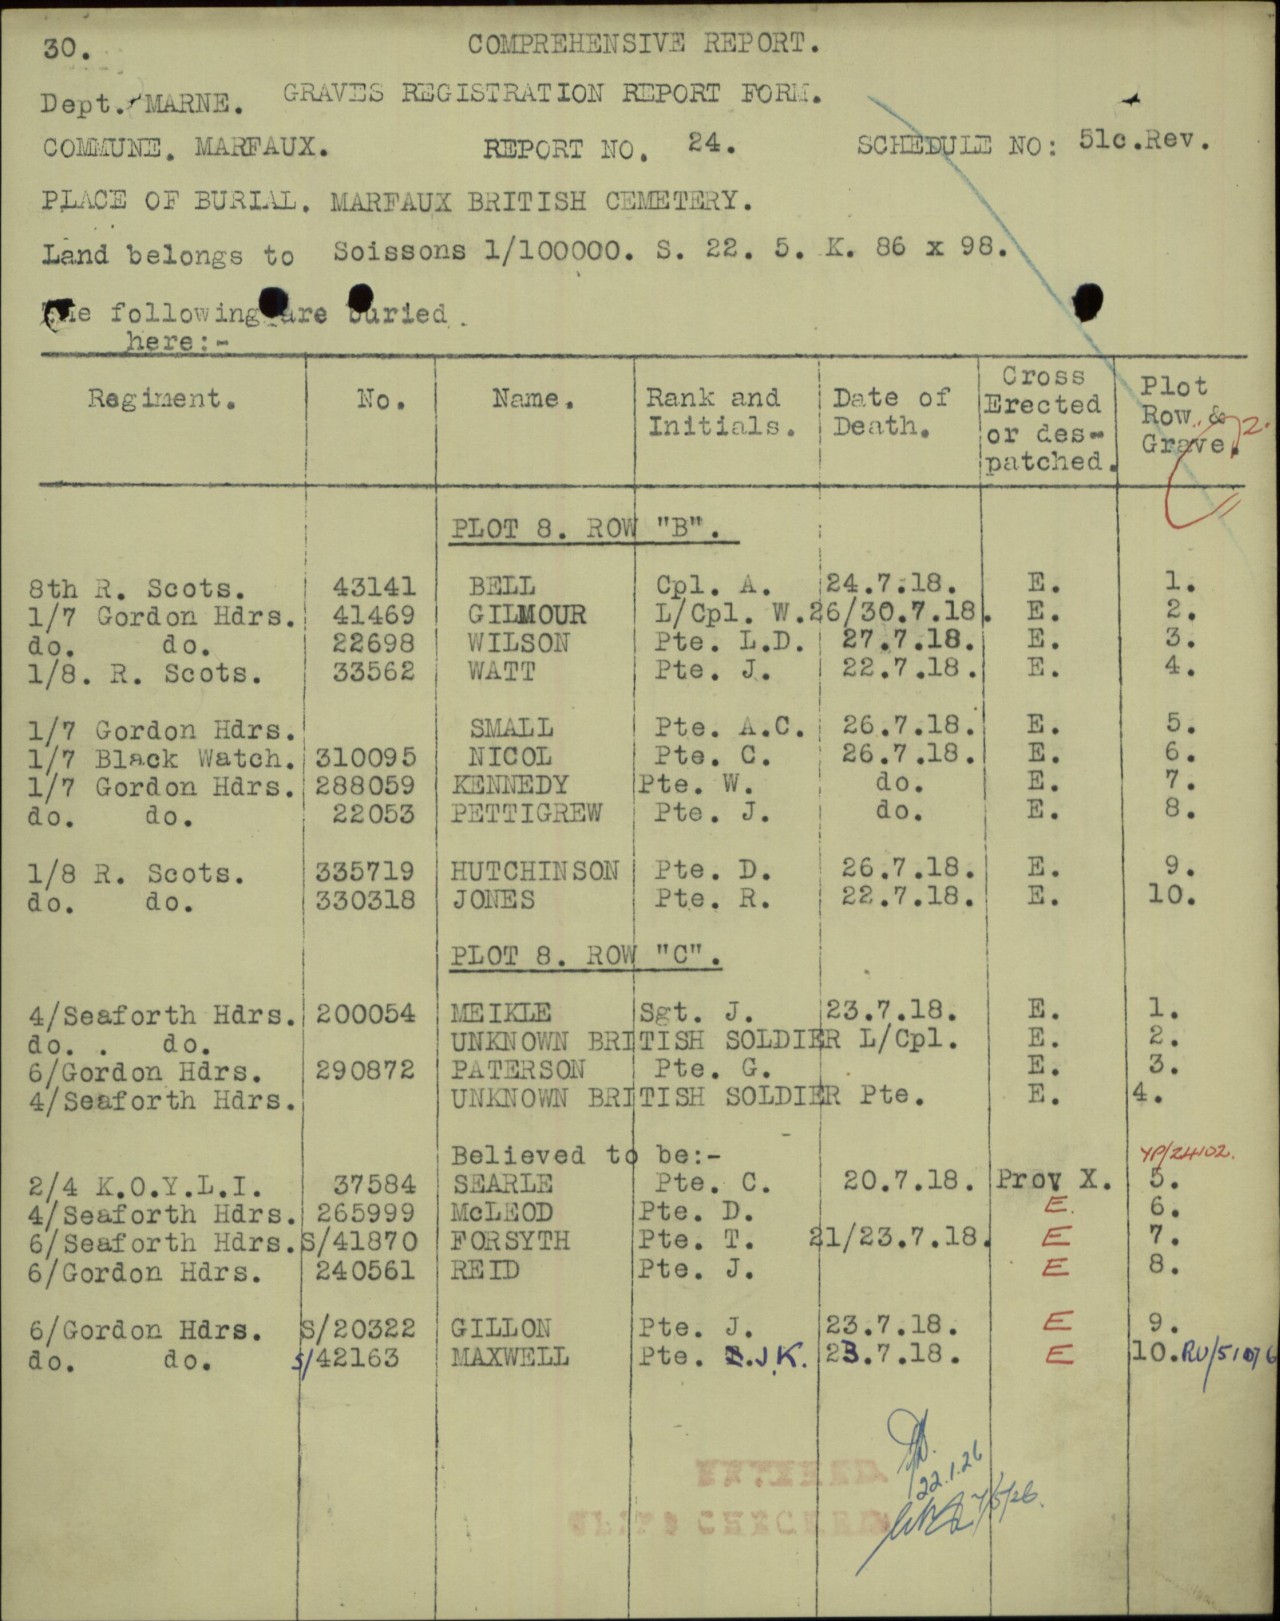 30.
COMPREHENSIVE REPORT.
GRAVES REGISTRATION REPORT FORM.
Dept. MARNE.
COMMUNE. MARFAUX. REPORT NO. 24. SCHEDULE NO: 51c.Rev.
PLACE OF BURIAL. MARFAUX BRITISH CEMETERY.
Land belongs to Soissons 1/100000. S. 22. 5. K. 86 x 98.
The following are buried
here:-
Regiment. No. Name. Rank and Initials. Date of Death. Cross Erected or des-patched. Plot Row & Grave.
PLOT 8. ROW "B".
8th R. Scots. 43141 BELL Cpl. A. 24.7.18. E. 1.
1/7 Gordon Hdrs. 41469 GILMOUR L/Cpl. W. 26/30.7.18. E. 2.
do. do. 22698 WILSON Pte. L.D. 27.7.18. E. 3.
1/8. R. Scots. 33562 WATT Pte. J. 22.7.18. E. 4.
1/7 Gordon Hdrs. SMALL Pte. A.C. 26.7.18. E. 5.
1/7 Black Watch. 310095 NICOL Pte. C. 26.7.18. E. 6.
1/7 Gordon Hdrs. 288059 KENNEDY Pte. W. do. E. 7.
do. do. 22053 PETTIGREW Pte. J. do. E. 8.
1/8 R. Scots. 335719 HUTCHINSON Pte. D. 26.7.18. E. 9.
do. do. 330318 JONES Pte. R. 22.7.18. E. 10.
PLOT 8. ROW "C".
4/Seaforth Hdrs. 200054 MEIKLE Sgt. J. 23.7.18. E. 1.
do. . do. UNKNOWN BRITISH SOLDIER L/Cpl. E. 2.
6/Gordon Hdrs. 290872 PATERSON Pte. G. E. 3.
4/Seaforth Hdrs. UNKNOWN BRITISH SOLDIER Pte. E. 4.
Believed to be:- YP/24102.
2/4 K.O.Y.L.I. 37584 SEARLE Pte. C. 20.7.18. Prov X. 5.
4/Seaforth Hdrs. 265999 McLEOD Pte. D. E. 6.
6/Seaforth Hdrs. S/41870 FORSYTH Pte. T. 21/23.7.18. E 7.
6/Gordon Hdrs. 240561 REID Pte. J. E 8.
6/Gordon Hdrs. S/20322 GILLON Pte. J. 23.7.18. E 9.
do. do. S/42163 MAXWELL Pte. J.K. 23.7.18. E 10. RU/51076
22.1.26
7/5/26.
ENTERED
SLIPS CHECKED